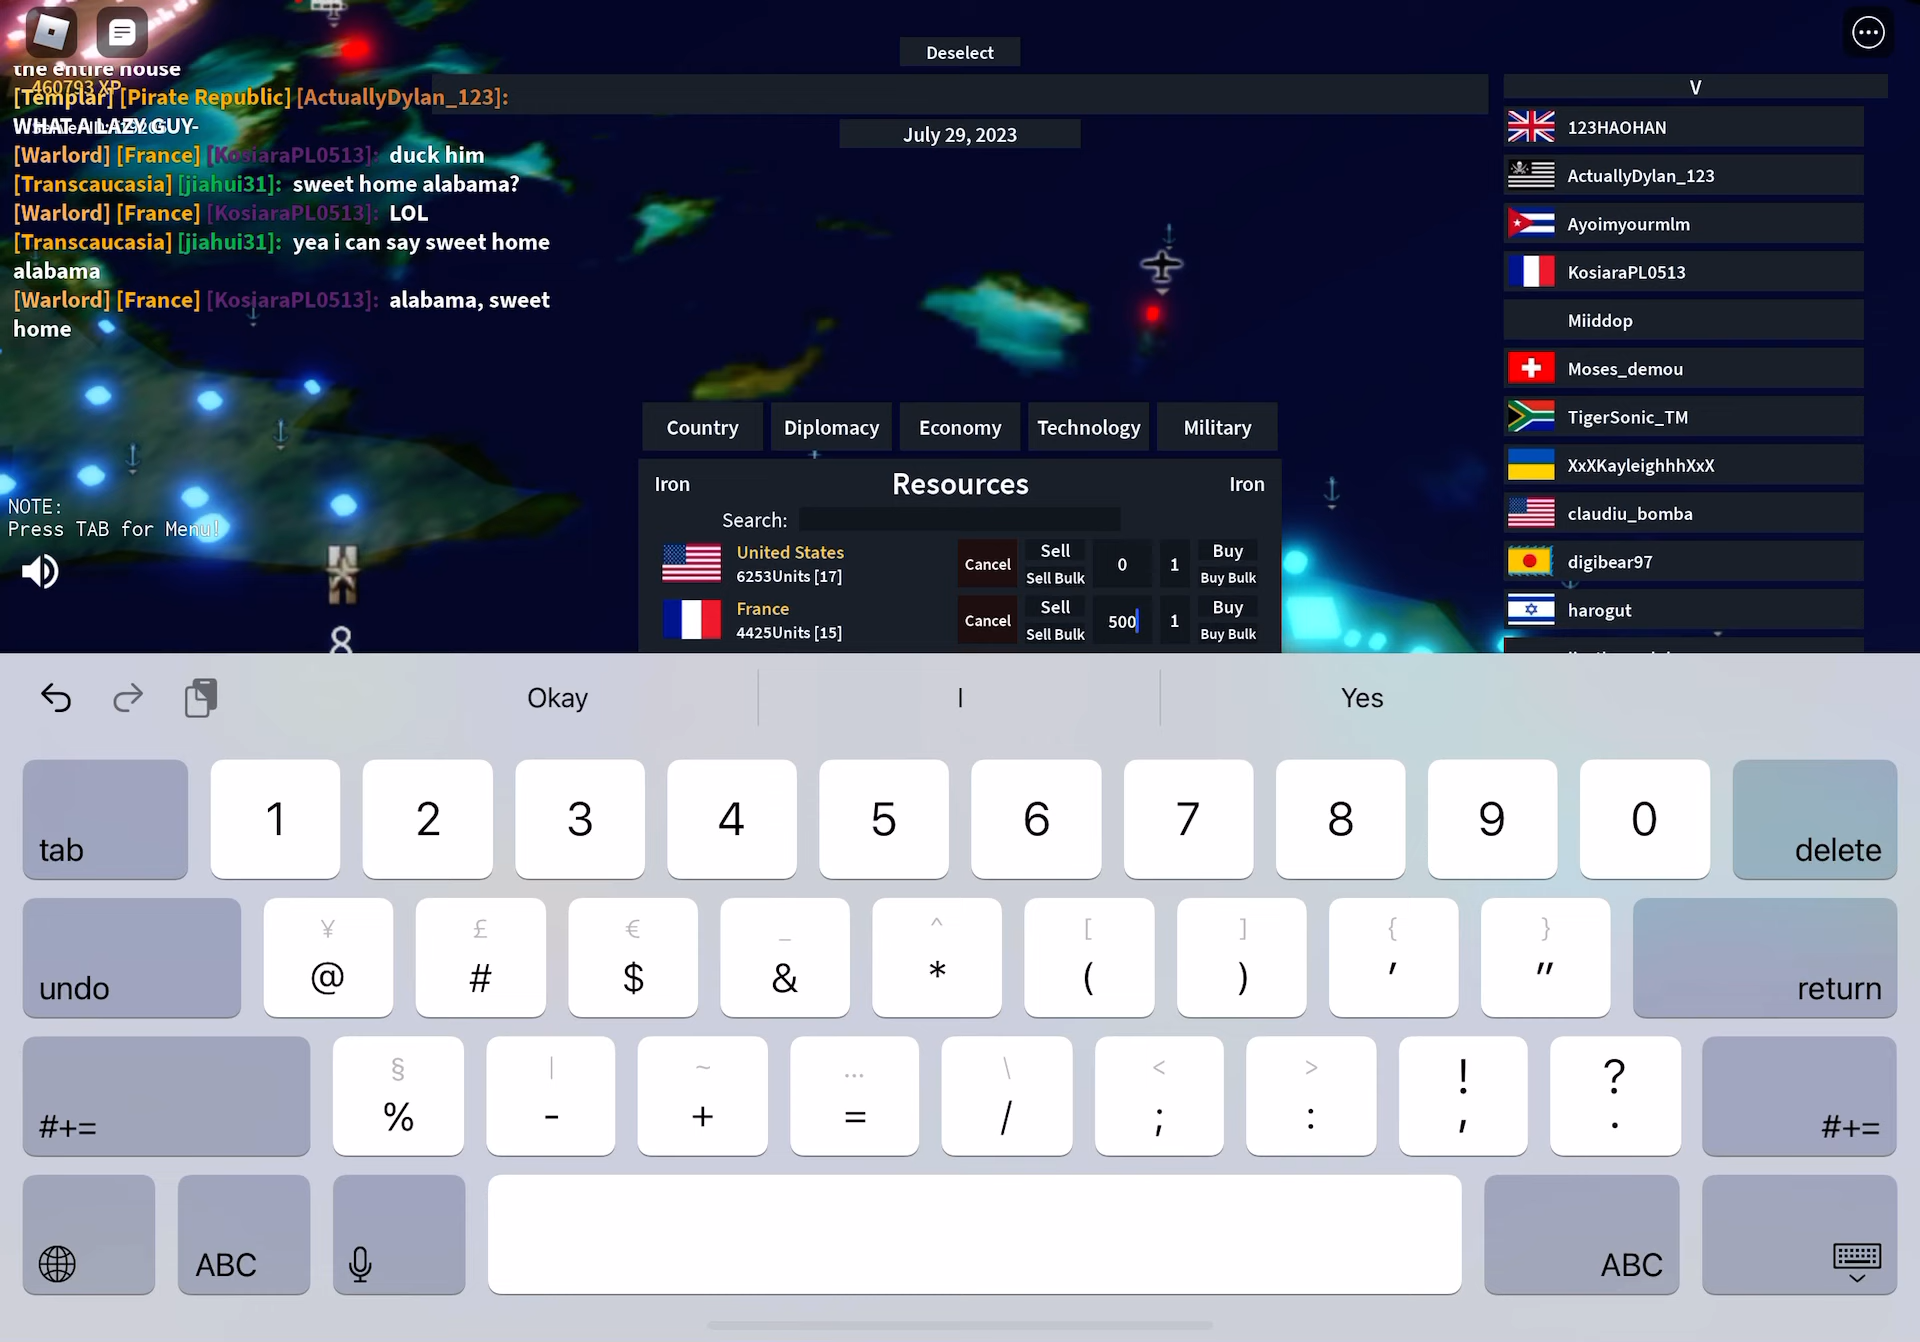 the entire house
460793 XP
[Templar] [Pirate Republic] [ActuallyDylan_123]:
WHAT A LAZY GUY-
[Warlord] [France] [KosiaraPL0513]: duck him
[Transcaucasia] [jiahui31]: sweet home alabama?
[Warlord] [France] [KosiaraPL0513]: LOL
[Transcaucasia] [jiahui31]: yea i can say sweet home
alabama
[Warlord] [France] [KosiaraPL0513]: alabama, sweet
home
NOTE:
Press TAB for Menu!
8
Deselect
July 29, 2023
V
123HAOHAN
ActuallyDylan_123
Ayoimyourmlm
KosiaraPL0513
Miiddop
Moses_demou
TigerSonic_TM
XxXKayleighhhXxX
claudiu_bomba
digibear97
harogut
Country Diplomacy Economy Technology Military
Iron Resources Iron
Search:
United States
6253Units [17]
Cancel Sell 0 1 Buy
Sell Bulk Buy Bulk
France
4425Units [15]
Cancel Sell 500 1 Buy
Sell Bulk Buy Bulk
Okay I Yes
tab 1 2 3 4 5 6 7 8 9 0 delete
¥ £ € _ ^ [ ] { }
undo @ # $ & * ( ) ' " return
§ | ~ … \ < > ! ?
#+= % - + = / ; : , . #+=
ABC ABC